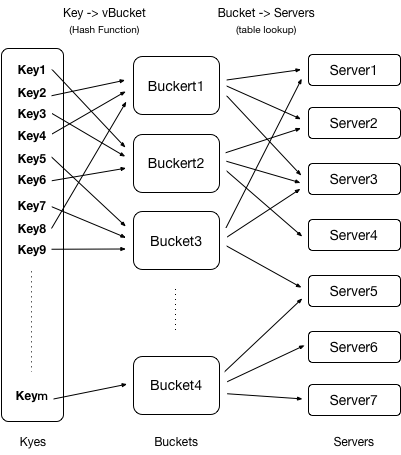 Key -> vBucket
(Hash Function)
Bucket -> Servers
(table lookup)
Key1
Key2
Key3
Key4
Key5
Key6
Key7
Key8
Key9
Keym
Kyes
Buckert1
Buckert2
Bucket3
Bucket4
Buckets
Server1
Server2
Server3
Server4
Server5
Server6
Server7
Servers